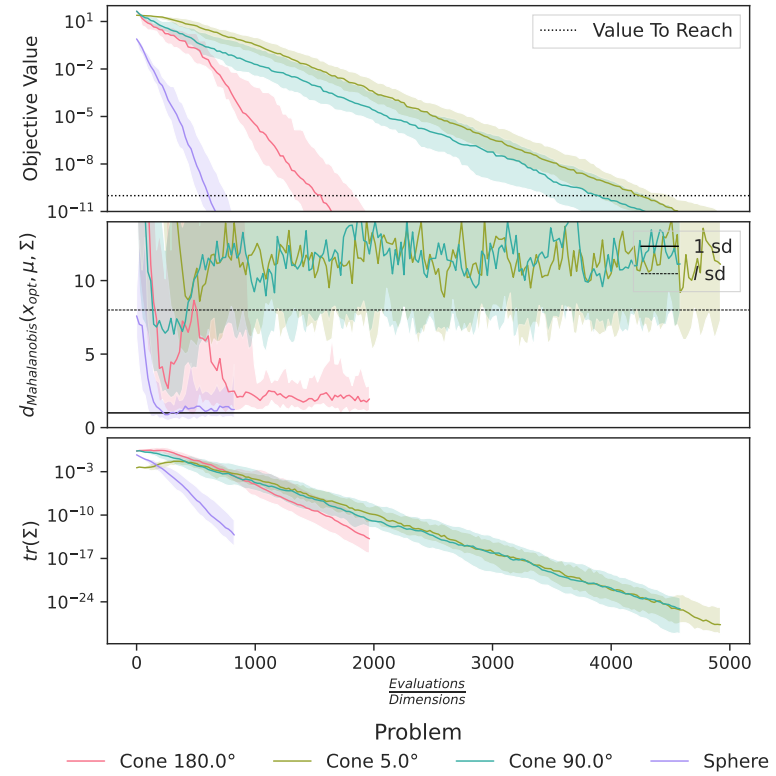 Objective Value
10¹
10⁻²
10⁻⁵
10⁻⁸
10⁻¹¹
Value To Reach
d_Mahalanobis(x_opt, μ, Σ)
10
5
0
1 sd
l sd
tr(Σ)
10⁻³
10⁻¹⁰
10⁻¹⁷
10⁻²⁴
0 1000 2000 3000 4000 5000
Evaluations
Dimensions
Problem
Cone 180.0° Cone 5.0° Cone 90.0° Sphere